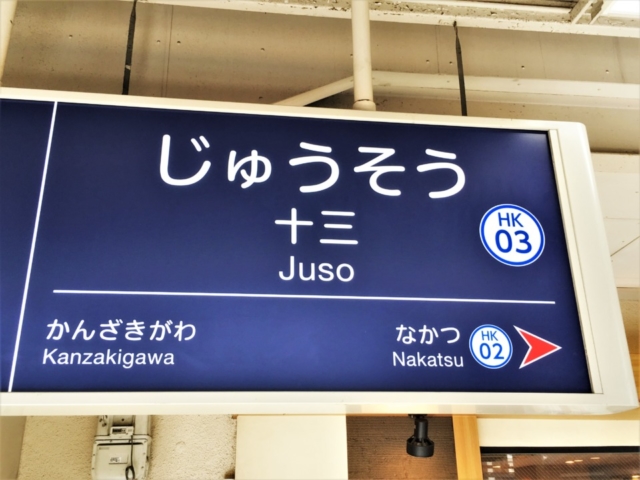 じゅうそう
十三
Juso
HK
03
かんざきがわ
Kanzakigawa
なかつ
Nakatsu
HK
02